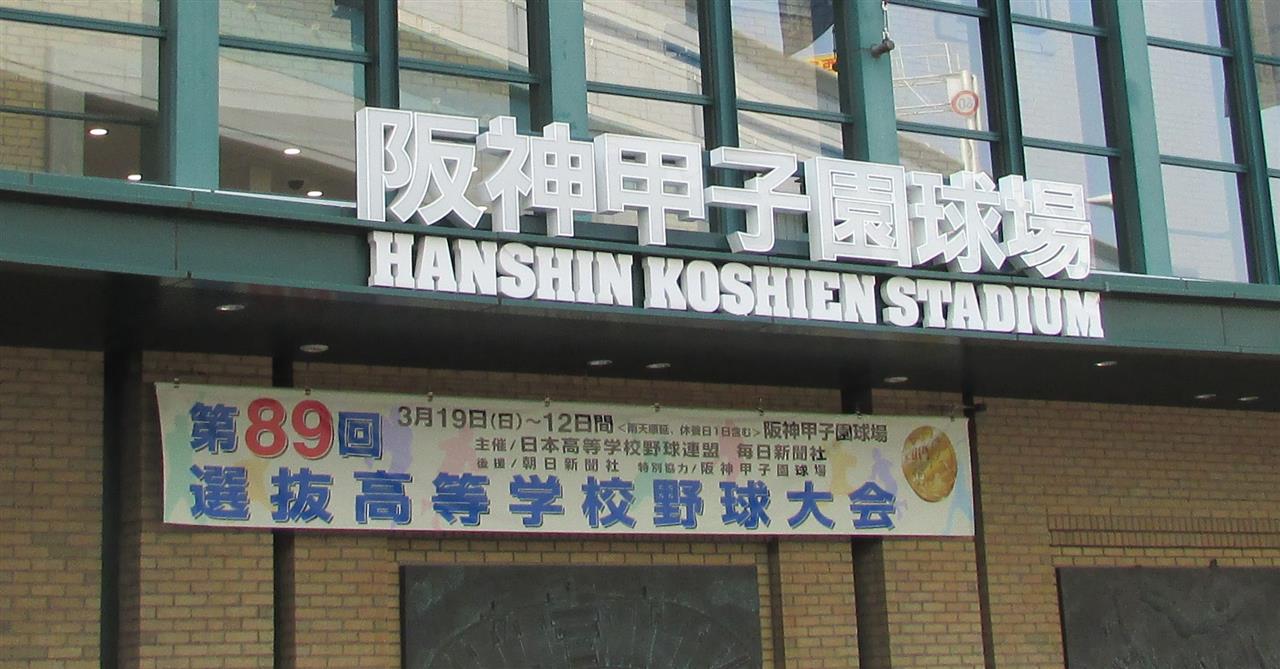 阪神甲子園球場
HANSHIN KOSHIEN STADIUM
第89回
3月19日(日)~12日間 <雨天順延、休養日1日含む> 阪神甲子園球場
主催/日本高等学校野球連盟 毎日新聞社
後援/朝日新聞社 特別協力/阪神甲子園球場
選抜高等学校野球大会